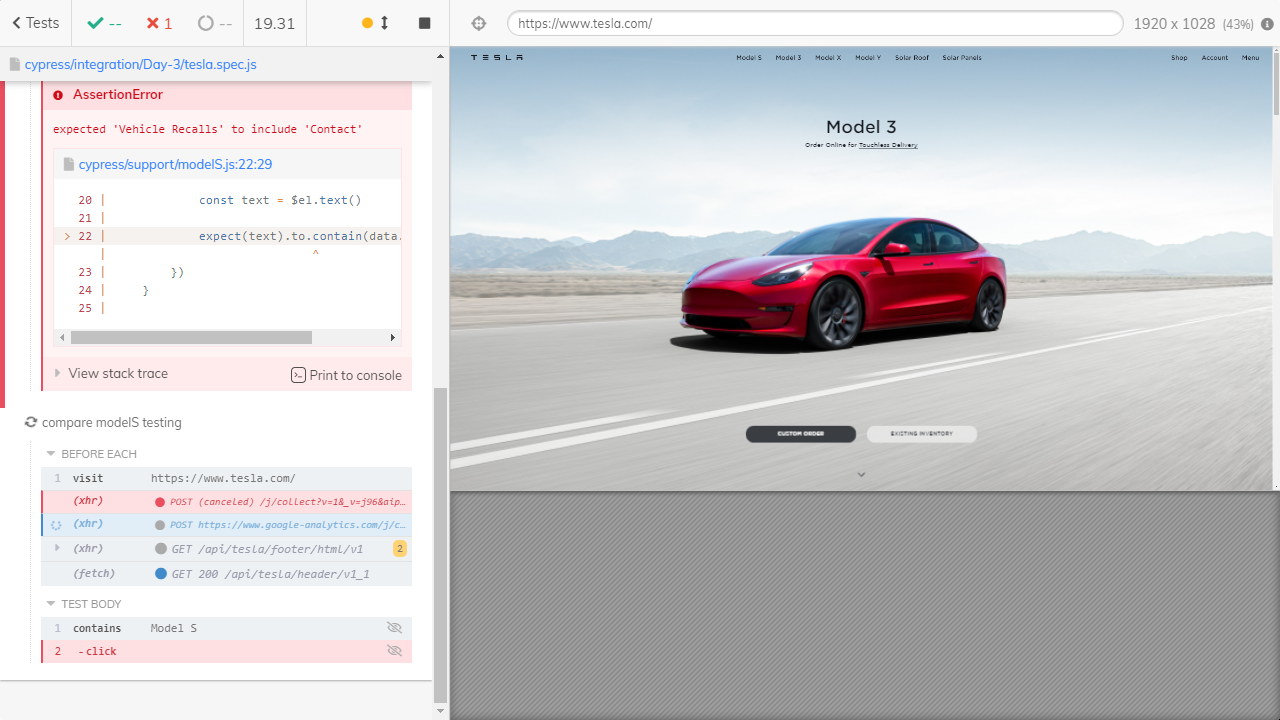 Tests
--
1
--
19.31
https://www.tesla.com/
1920 x 1028 (43%)
cypress/integration/Day-3/tesla.spec.js
AssertionError
expected 'Vehicle Recalls' to include 'Contact'
cypress/support/modelS.js:22:29
20 | const text = $el.text()
21 |
> 22 | expect(text).to.contain(data.
| ^
23 | })
24 | }
25 |
View stack trace
Print to console
compare modelS testing
BEFORE EACH
1 visit https://www.tesla.com/
(xhr) POST (canceled) /j/collect?v=1&_v=j96&aip…
(xhr) POST https://www.google-analytics.com/j/c…
(xhr) GET /api/tesla/footer/html/v1 2
(fetch) GET 200 /api/tesla/header/v1_1
TEST BODY
1 contains Model S
2 -click
TESLA
Model S Model 3 Model X Model Y Solar Roof Solar Panels
Shop Account Menu
Model 3
Order Online for Touchless Delivery
CUSTOM ORDER
EXISTING INVENTORY